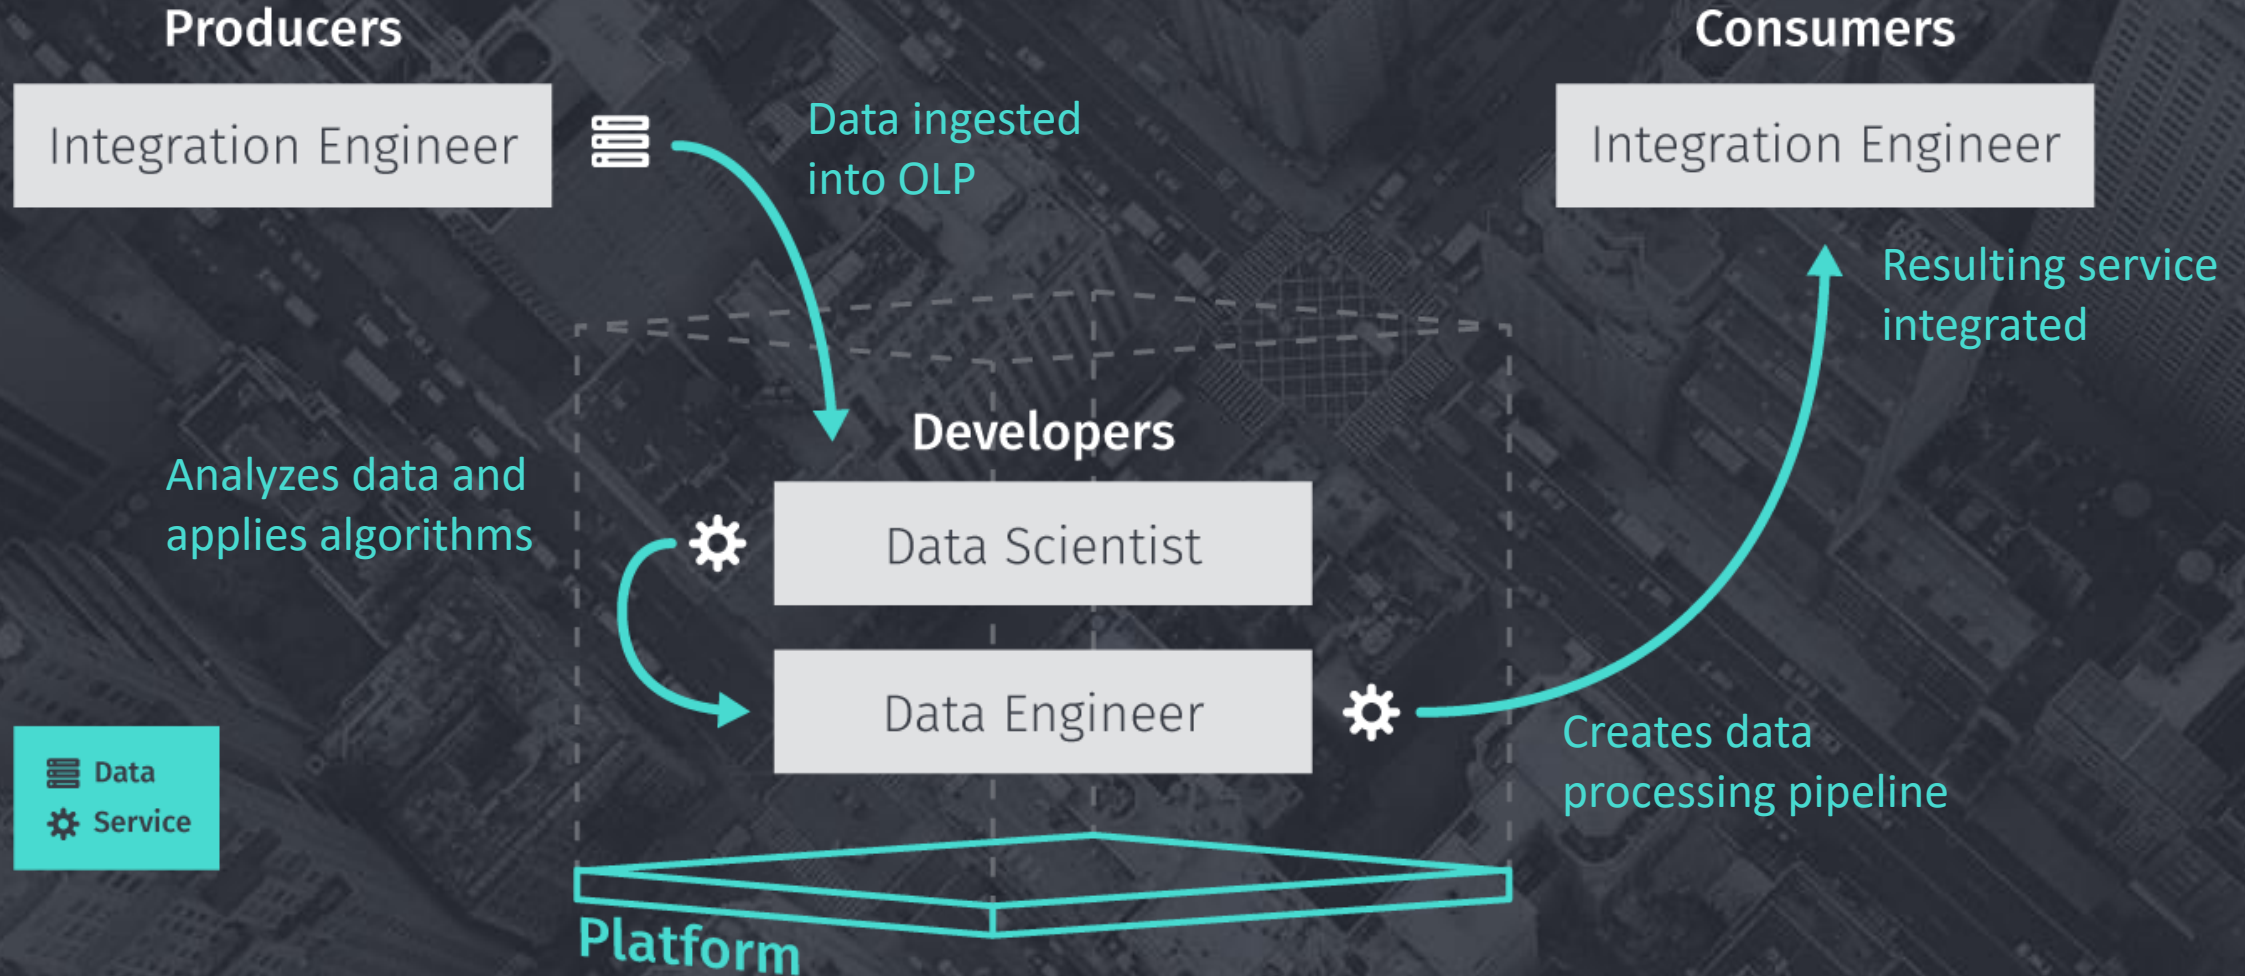 Producers
Integration Engineer
Data ingested
into OLP
Consumers
Integration Engineer
Resulting service
integrated
Developers
Data Scientist
Analyzes data and
applies algorithms
Data Engineer
Creates data
processing pipeline
Data
Service
Platform